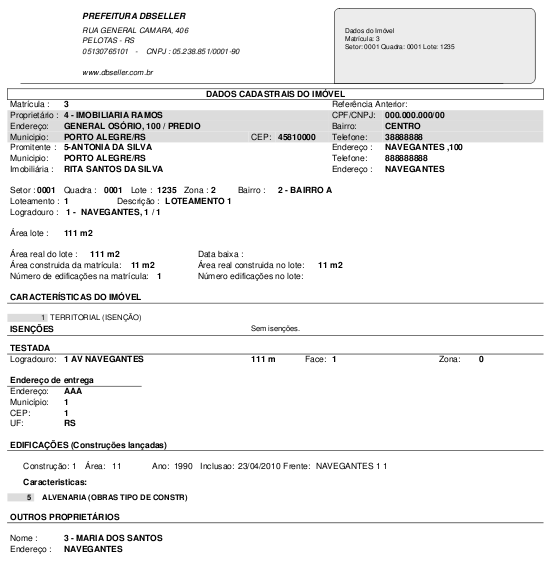 PREFEITURA DBSELLER
RUA GENERAL CAMARA, 406
PELOTAS - RS
05130765101 - CNPJ : 05.238.851/0001-90
www.dbseller.com.br
Dados do Imóvel
Matrícula: 3
Setor: 0001 Quadra: 0001 Lote: 1235
DADOS CADASTRAIS DO IMÓVEL
Matrícula : 3 Referência Anterior:
Proprietário : 4 - IMOBILIARIA RAMOS CPF/CNPJ: 000.000.000/00
Endereço: GENERAL OSÓRIO, 100 / PREDIO Bairro: CENTRO
Municipio: PORTO ALEGRE/RS CEP: 45810000 Telefone: 38888888
Promitente : 5-ANTONIA DA SILVA Endereço : NAVEGANTES ,100
Município: PORTO ALEGRE/RS Telefone: 888888888
Imobiliária : RITA SANTOS DA SILVA Endereço : NAVEGANTES
Setor : 0001 Quadra : 0001 Lote : 1235 Zona : 2 Bairro : 2 - BAIRRO A
Loteamento : 1 Descrição : LOTEAMENTO 1
Logradouro : 1 - NAVEGANTES, 1 / 1
Área lote : 111 m2
Área real do lote : 111 m2 Data baixa :
Área construida da matrícula: 11 m2 Área real construida no lote: 11 m2
Número de edificações na matrícula: 1 Número edificações no lote:
CARACTERÍSTICAS DO IMÓVEL
1 TERRITORIAL (ISENÇÃO)
ISENÇÕES Sem isenções.
TESTADA
Logradouro: 1 AV NAVEGANTES 111 m Face: 1 Zona: 0
Endereço de entrega
Endereço: AAA
Município: 1
CEP: 1
UF: RS
EDIFICAÇÕES (Construções lançadas)
Construção: 1 Área: 11 Ano: 1990 Inclusao: 23/04/2010 Frente: NAVEGANTES 1 1
Caracteristicas:
5 ALVENARIA (OBRAS TIPO DE CONSTR)
OUTROS PROPRIETÁRIOS
Nome : 3 - MARIA DOS SANTOS
Endereço : NAVEGANTES